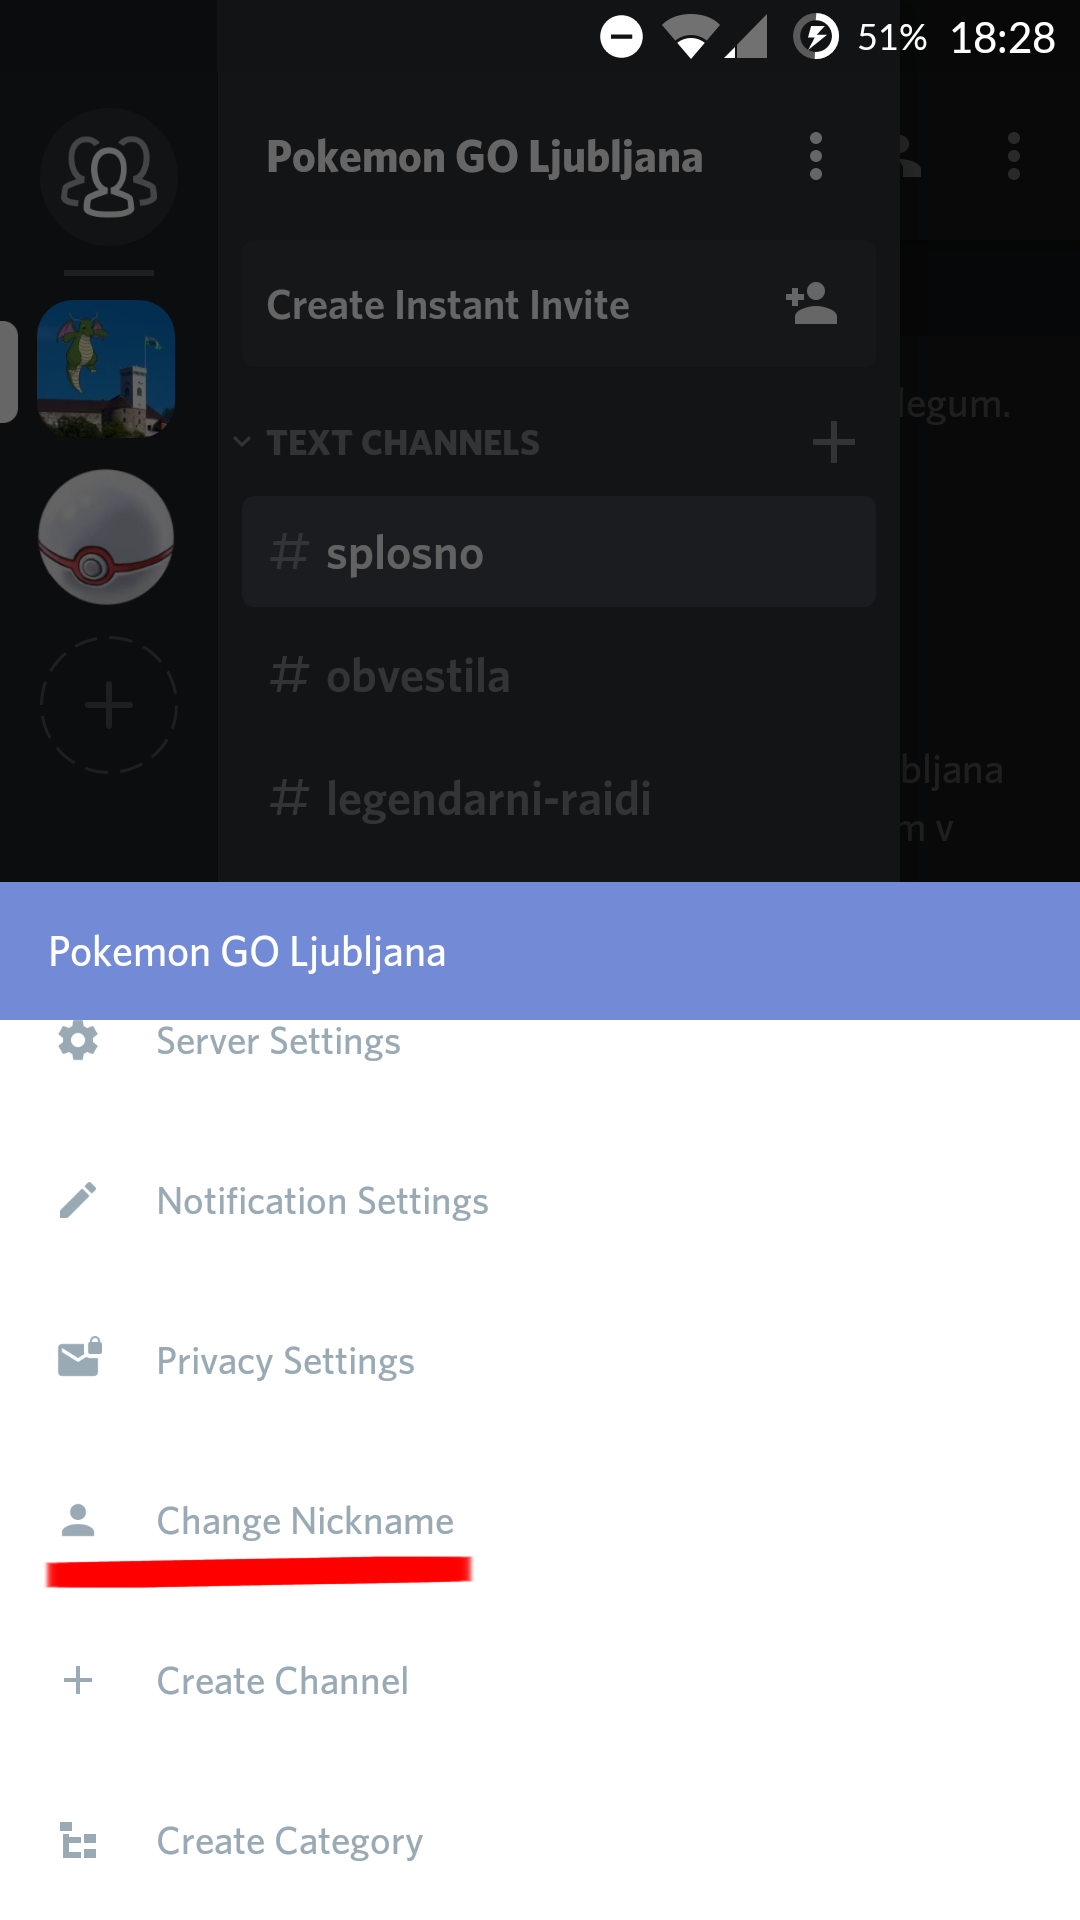 51% 18:28
Pokemon GO Ljubljana
Create Instant Invite
legum.
TEXT CHANNELS
# splosno
# obvestila
bljana
# legendarni-raidi
m v
Pokemon GO Ljubljana
Server Settings
Notification Settings
Privacy Settings
Change Nickname
Create Channel
Create Category